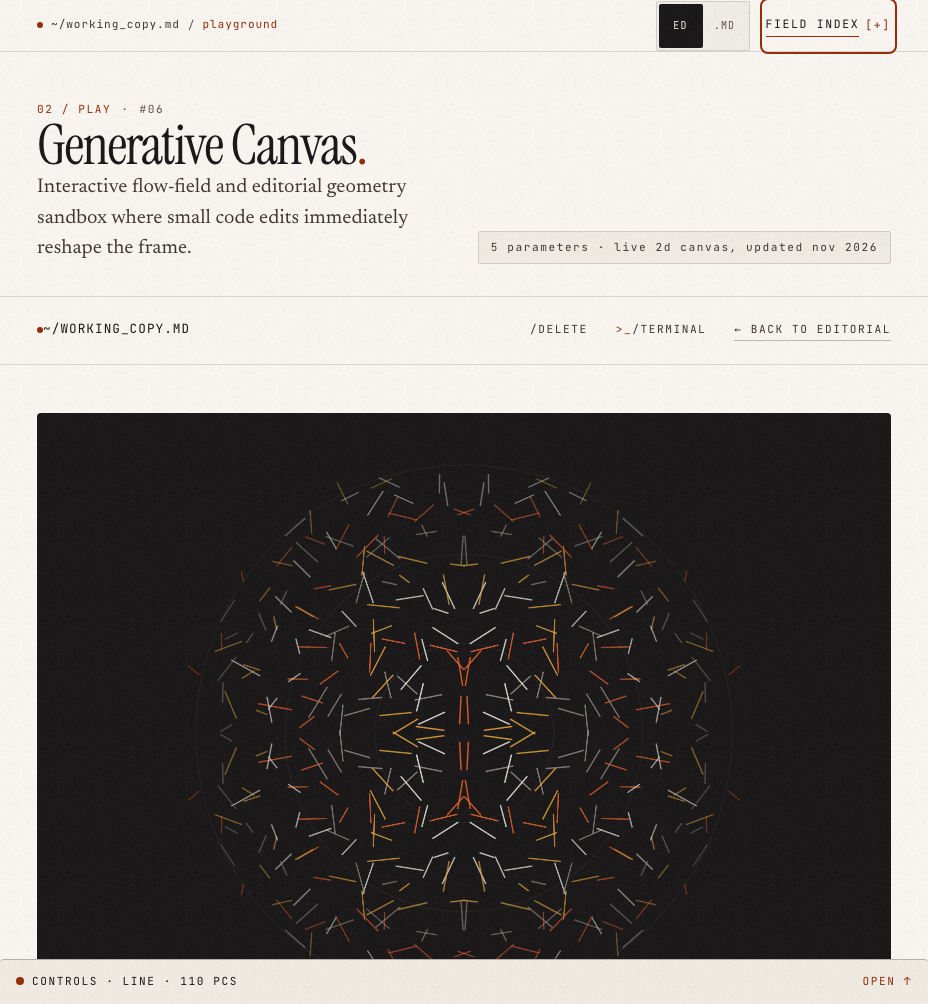 ~/working_copy.md / playground
ED .MD
FIELD INDEX [+]
02 / PLAY · #06
Generative Canvas.
Interactive flow-field and editorial geometry
sandbox where small code edits immediately
reshape the frame.
5 parameters · live 2d canvas, updated nov 2026
~/WORKING_COPY.MD
/DELETE >_/TERMINAL ← BACK TO EDITORIAL
CONTROLS · LINE · 110 PCS
OPEN ↑